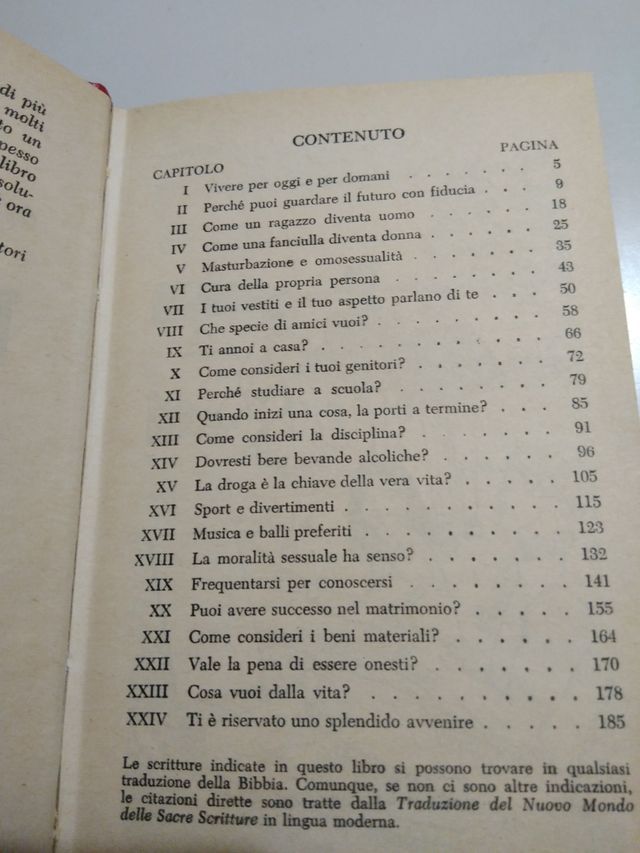 di più
molti
to un
pesso
libro
solu-
ora
tori
CONTENUTO
CAPITOLO PAGINA
I Vivere per oggi e per domani . . . . . . . 5
II Perché puoi guardare il futuro con fiducia . . . 9
III Come un ragazzo diventa uomo . . . . . . 18
IV Come una fanciulla diventa donna . . . . . . 25
V Masturbazione e omosessualità . . . . . . . 35
VI Cura della propria persona . . . . . . . . 43
VII I tuoi vestiti e il tuo aspetto parlano di te . . . 50
VIII Che specie di amici vuoi? . . . . . . . . 58
IX Ti annoi a casa? . . . . . . . . . . 66
X Come consideri i tuoi genitori? . . . . . . . 72
XI Perché studiare a scuola? . . . . . . . . 79
XII Quando inizi una cosa, la porti a termine? . . . 85
XIII Come consideri la disciplina? . . . . . . . 91
XIV Dovresti bere bevande alcoliche? . . . . . . 96
XV La droga è la chiave della vera vita? . . . . . 105
XVI Sport e divertimenti . . . . . . . . . 115
XVII Musica e balli preferiti . . . . . . . . . 123
XVIII La moralità sessuale ha senso? . . . . . . . 132
XIX Frequentarsi per conoscersi . . . . . . . . 141
XX Puoi avere successo nel matrimonio? . . . . . 155
XXI Come consideri i beni materiali? . . . . . . 164
XXII Vale la pena di essere onesti? . . . . . . . 170
XXIII Cosa vuoi dalla vita? . . . . . . . . . . 178
XXIV Ti è riservato uno splendido avvenire . . . . . 185
Le scritture indicate in questo libro si possono trovare in qualsiasi
traduzione della Bibbia. Comunque, se non ci sono altre indicazioni,
le citazioni dirette sono tratte dalla Traduzione del Nuovo Mondo
delle Sacre Scritture in lingua moderna.